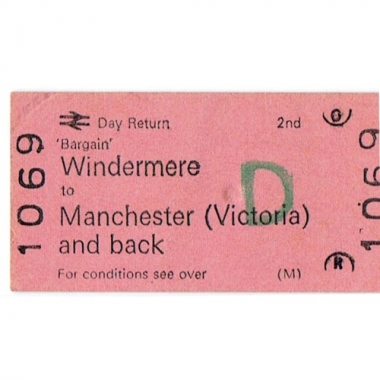 Day Return 2nd
'Bargain'
Windermere
to
Manchester (Victoria)
and back
For conditions see over (M)
1069
D
O
R
1069